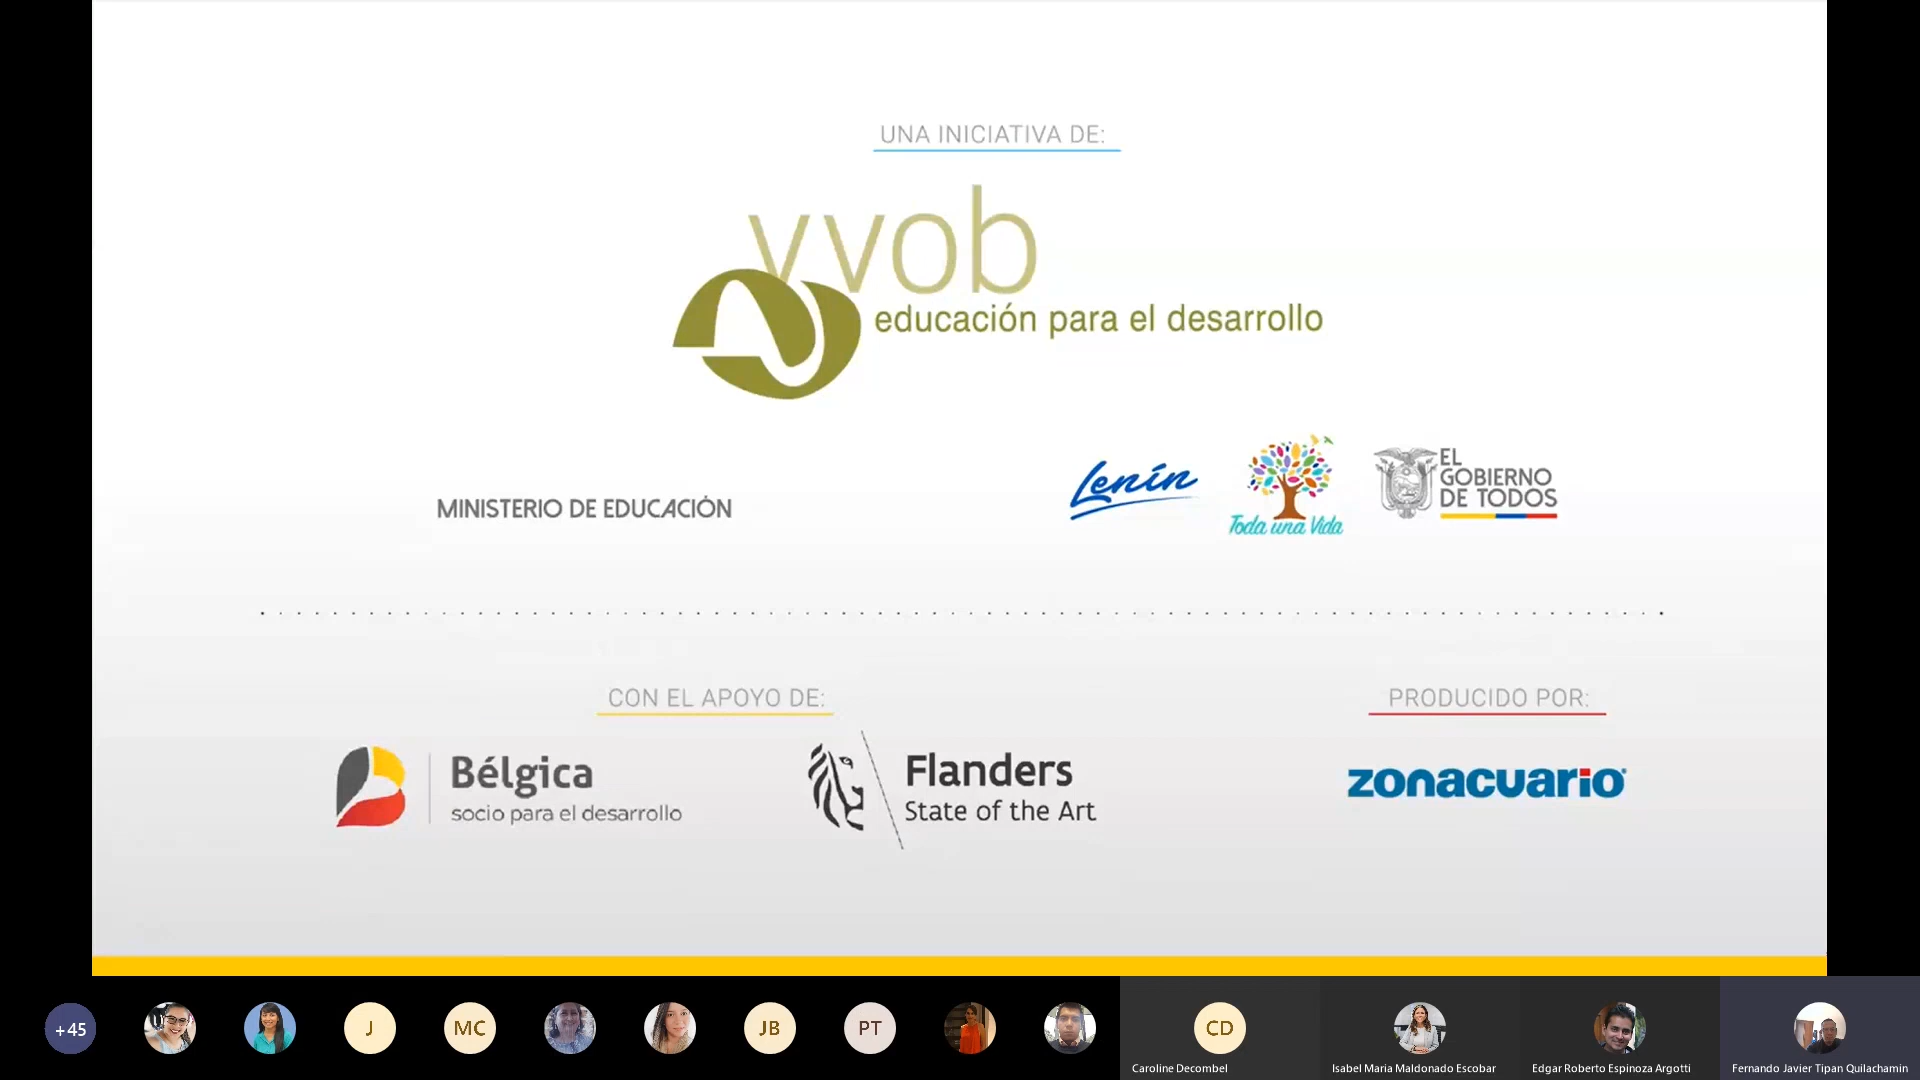 UNA INICIATIVA DE:
vvob
educación para el desarrollo
MINISTERIO DE EDUCACIÓN
Lenín
Toda una Vida
EL
GOBIERNO
DE TODOS
CON EL APOYO DE:
PRODUCIDO POR:
Bélgica
socio para el desarrollo
Flanders
State of the Art
zonacuario
+45
J
MC
JB
PT
CD
Caroline Decombel
Isabel Maria Maldonado Escobar
Edgar Roberto Espinoza Argotti
Fernando Javier Tipan Quilachamin